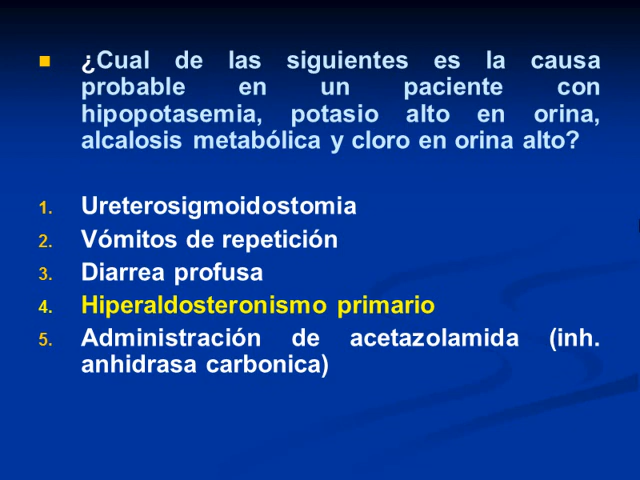 ¿Cual de las siguientes es la causa
probable en un paciente con
hipopotasemia, potasio alto en orina,
alcalosis metabólica y cloro en orina alto?
1. Ureterosigmoidostomia
2. Vómitos de repetición
3. Diarrea profusa
4. Hiperaldosteronismo primario
5. Administración de acetazolamida (inh.
anhidrasa carbonica)